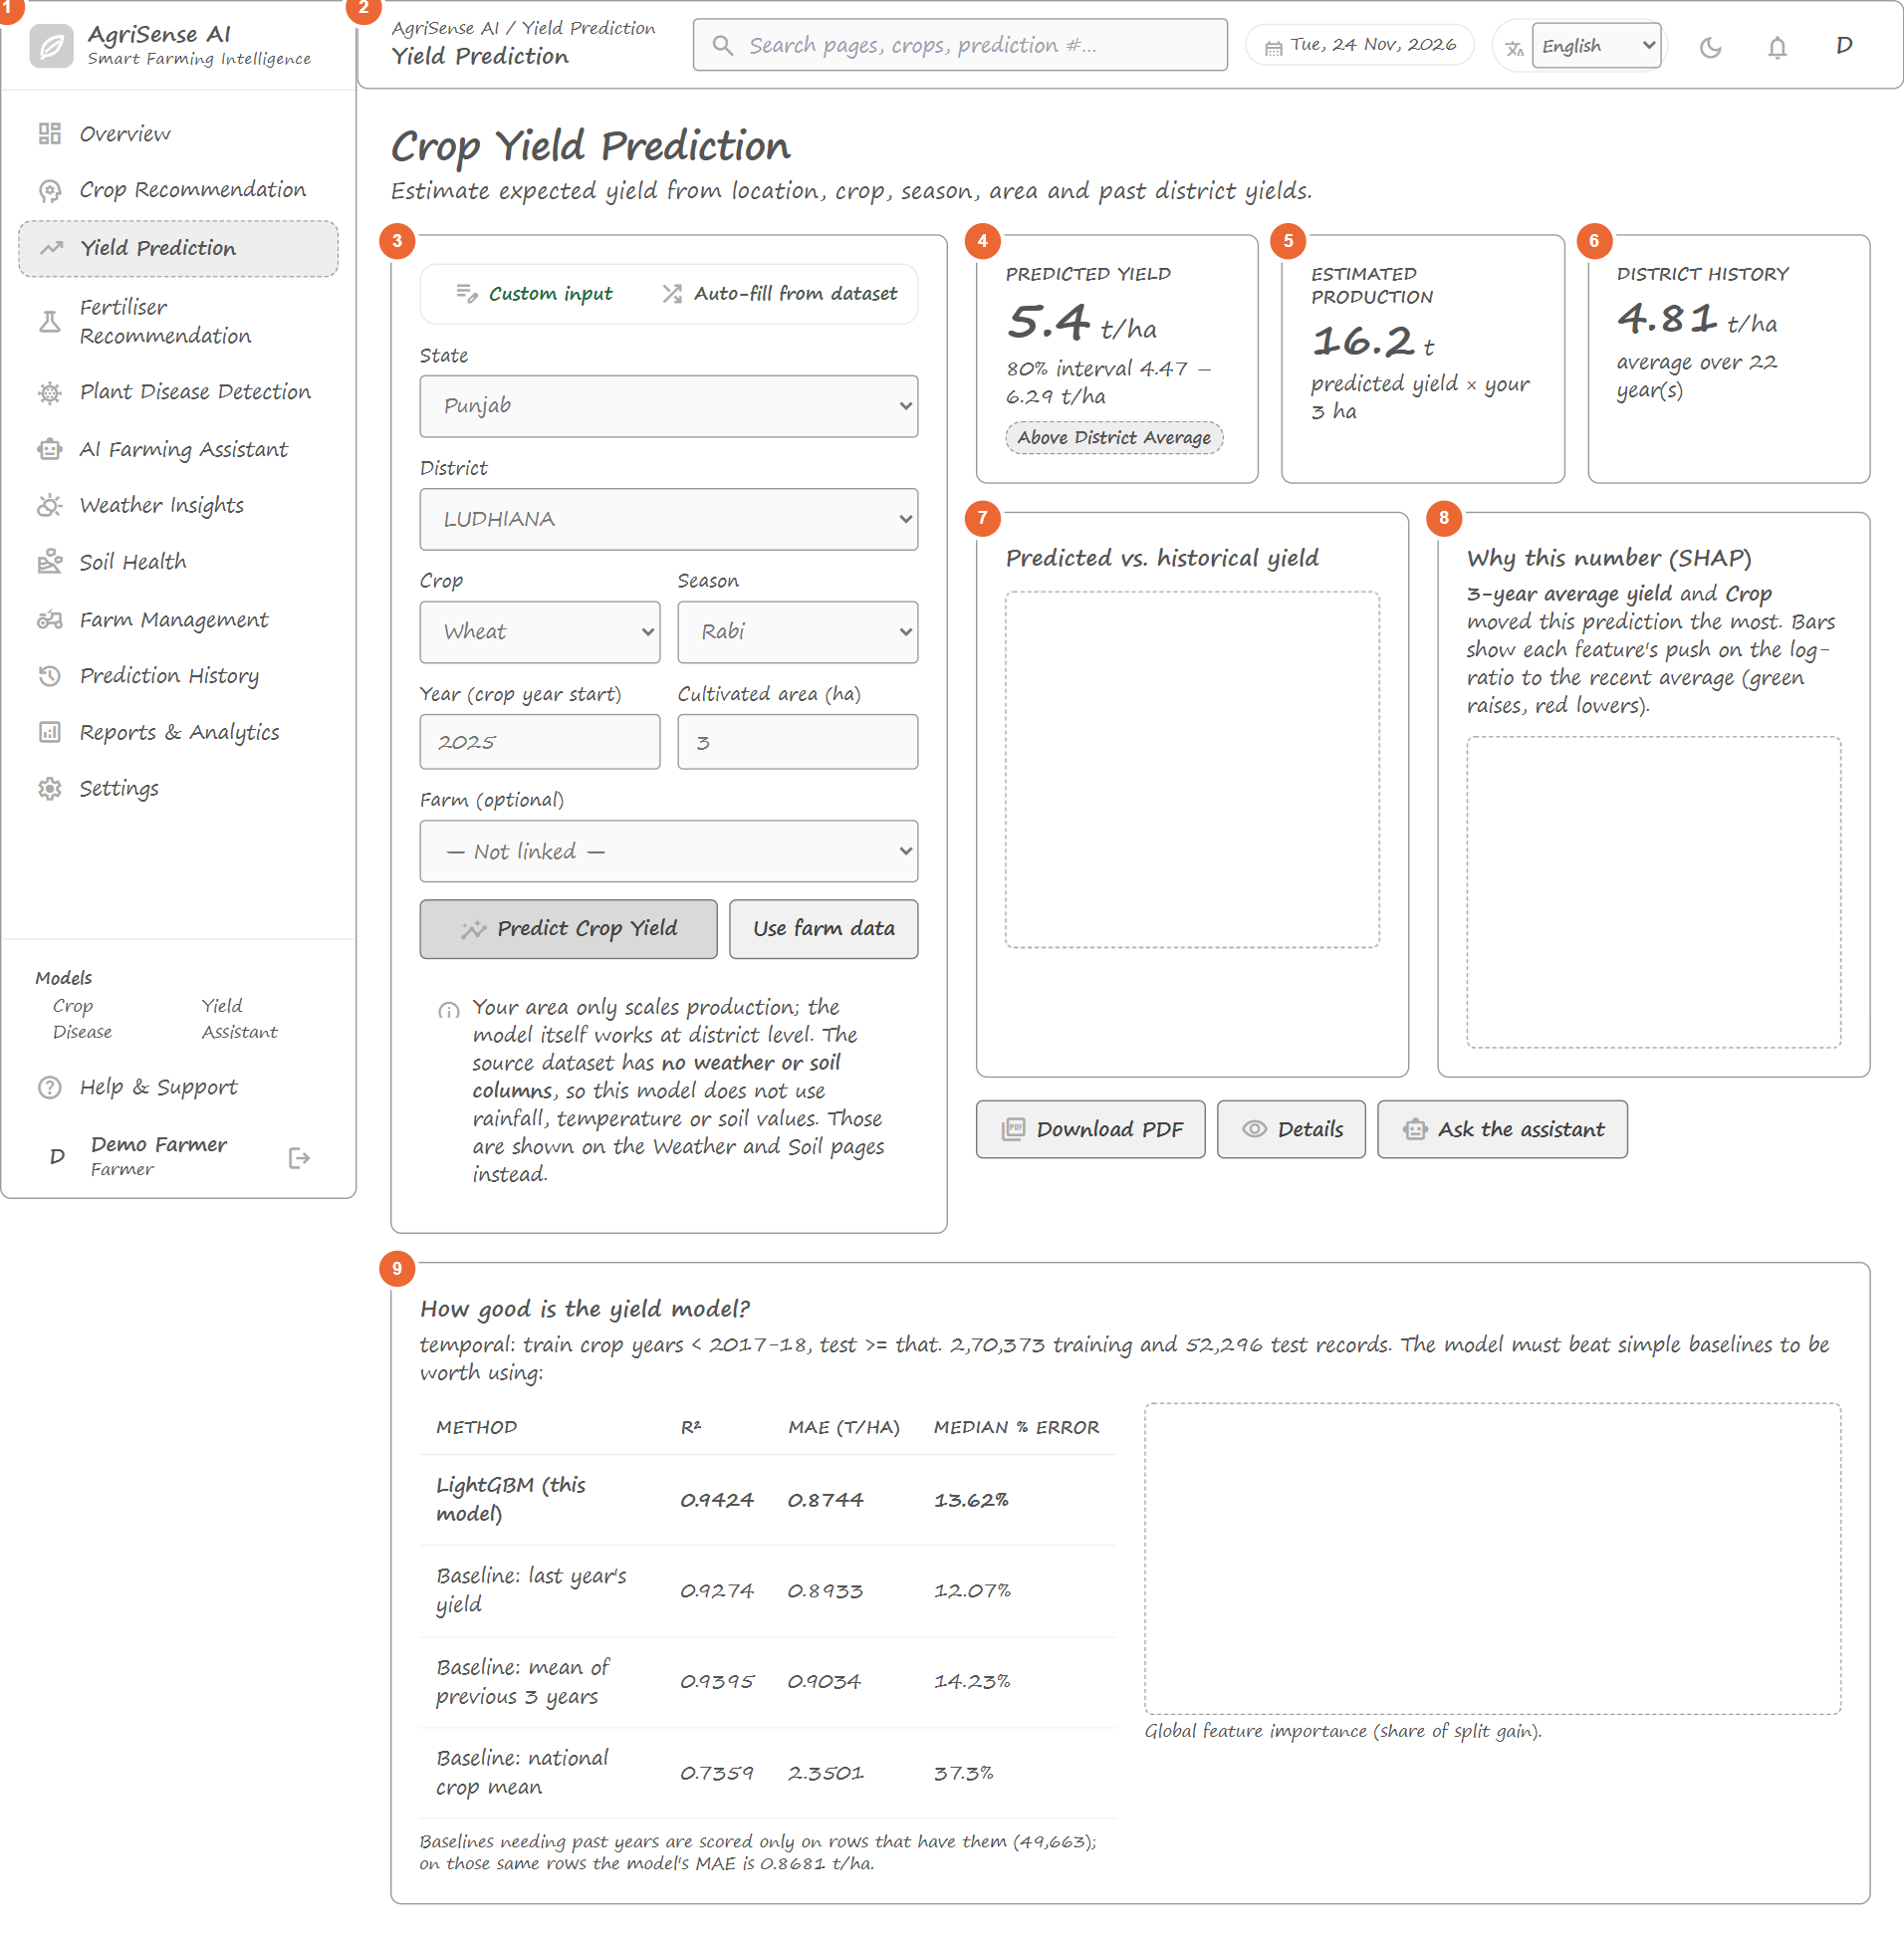 1
AgriSense AI
Smart Farming Intelligence
Overview
Crop Recommendation
Yield Prediction
Fertiliser
Recommendation
Plant Disease Detection
AI Farming Assistant
Weather Insights
Soil Health
Farm Management
Prediction History
Reports & Analytics
Settings
Models
Crop Yield
Disease Assistant
Help & Support
D
Demo Farmer
Farmer
2
AgriSense AI / Yield Prediction
Yield Prediction
Search pages, crops, prediction #...
Tue, 24 Nov, 2026
English
D
Crop Yield Prediction
Estimate expected yield from location, crop, season, area and past district yields.
3
Custom input
Auto-fill from dataset
State
Punjab
District
LUDHIANA
Crop Season
Wheat Rabi
Year (crop year start) Cultivated area (ha)
2025 3
Farm (optional)
— Not linked —
Predict Crop Yield
Use farm data
Your area only scales production; the
model itself works at district level. The
source dataset has no weather or soil
columns, so this model does not use
rainfall, temperature or soil values. Those
are shown on the Weather and Soil pages
instead.
4
PREDICTED YIELD
5.4 t/ha
80% interval 4.47 –
6.29 t/ha
Above District Average
5
ESTIMATED
PRODUCTION
16.2 t
predicted yield × your
3 ha
6
DISTRICT HISTORY
4.81 t/ha
average over 22
year(s)
7
Predicted vs. historical yield
8
Why this number (SHAP)
3-year average yield and Crop
moved this prediction the most. Bars
show each feature's push on the log-
ratio to the recent average (green
raises, red lowers).
PDF
Download PDF
Details
Ask the assistant
9
How good is the yield model?
temporal: train crop years < 2017-18, test >= that. 2,70,373 training and 52,296 test records. The model must beat simple baselines to be
worth using:
METHOD R² MAE (T/HA) MEDIAN % ERROR
LightGBM (this
model) 0.9424 0.8744 13.62%
Baseline: last year's
yield 0.9274 0.8933 12.07%
Baseline: mean of
previous 3 years 0.9395 0.9034 14.23%
Baseline: national
crop mean 0.7359 2.3501 37.3%
Baselines needing past years are scored only on rows that have them (49,663);
on those same rows the model's MAE is 0.8681 t/ha.
Global feature importance (share of split gain).